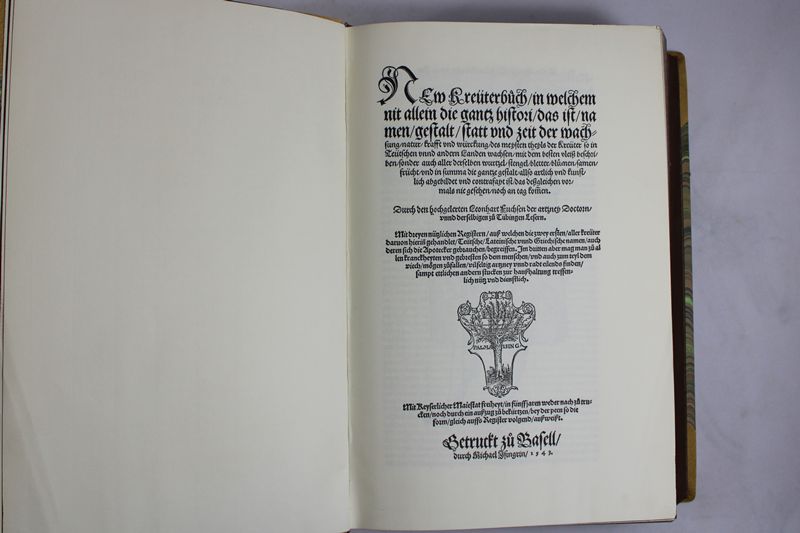 NEw Kreüterbůch/in welchem
nit allein die gantz histori/das ist/na
men/gestalt/statt vnd zeit der wach-
sung/natur/krafft vnd würckung/des meysten theyls der Kreüter so in
Teütschen vnnd andern Landen wachsen/mit dem besten vleiß beschri
ben/sonder auch aller derselben wurtzel/stengel/bletter/blůmen/samen/
frücht/vnd in summa die gantze gestalt/allso artlich vnd kunst
lich abgebildet vnd contrafayt ist/das deßgleichen vor
mals nie gesehen/noch an tag komen.
Durch den hochgelerten Leonhart Fuchsen der artzney Doctorn/
vnnd derselbigen zů Tübingen Lesern.
Mit dreyen nützlichen Registern/auß welchen die zwey ersten/aller kreüter
daruon hierin gehandler/Teütsche/Lateinische vnnd Griechische namen/auch
deren sich die Apotecker gebrauchen/begreiffen. Im dritten aber mag man zů al
len kranckheyten vnd gebresten so dem menschen/vnd auch zum teyl dem
viech/mögen zůfallen/vilfeltig artzney vnnd radt eilends finden/
sampt ettlichen andern stucken zur haußhaltung treffen-
lich nütz vnd dienstlich.
PALMA ISING
Mit Keyserlicher Maiestat freiheyt/in fünff jaren weder nach zů tru-
cken/noch durch ein außzug zů bekürtzen/bey der peen so die
form/gleich auffs Register volgend/außweißt.
Getruckt zů Basell/
durch Michael Isingrin/1543.